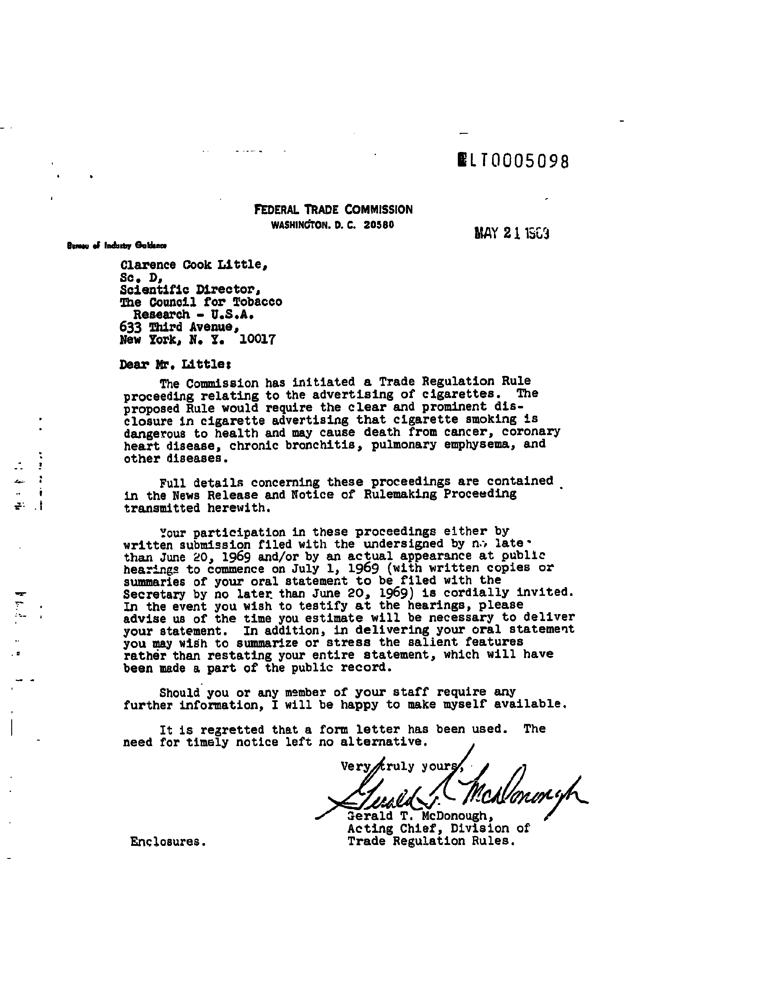 LT0005098
FEDERAL TRADE COMMISSION
WASHINGTON, D. C. 20580
MAY 21 1969
Bureau of Industry Guidance
Clarence Cook Little,
Sc. D,
Scientific Director,
The Council for Tobacco
Research - U.S.A.
633 Third Avenue,
New York, N. Y. 10017
Dear Mr. Little:
The Commission has initiated a Trade Regulation Rule
proceeding relating to the advertising of cigarettes. The
proposed Rule would require the clear and prominent dis-
closure in cigarette advertising that cigarette smoking is
dangerous to health and may cause death from cancer, coronary
heart disease, chronic bronchitis, pulmonary emphysema, and
other diseases.
Full details concerning these proceedings are contained
in the News Release and Notice of Rulemaking Proceeding
transmitted herewith.
Your participation in these proceedings either by
written submission filed with the undersigned by no late
than June 20, 1969 and/or by an actual appearance at public
hearings to commence on July 1, 1969 (with written copies or
summaries of your oral statement to be filed with the
Secretary by no later than June 20, 1969) is cordially invited.
In the event you wish to testify at the hearings, please
advise us of the time you estimate will be necessary to deliver
your statement. In addition, in delivering your oral statement
you may wish to summarize or stress the salient features
rather than restating your entire statement, which will have
been made a part of the public record.
Should you or any member of your staff require any
further information, I will be happy to make myself available.
It is regretted that a form letter has been used. The
need for timely notice left no alternative.
Very truly yours,
Gerald T. McDonough
Gerald T. McDonough,
Acting Chief, Division of
Trade Regulation Rules.
Enclosures.